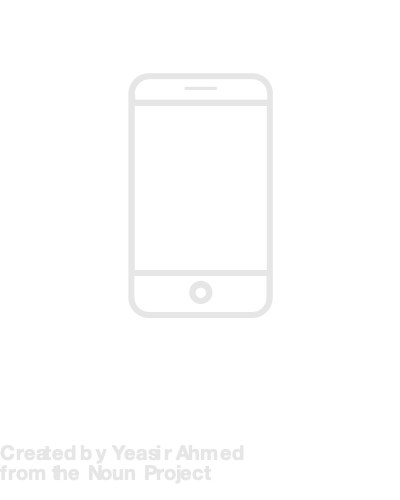 Created by Yeasir Ahmed
from the Noun Project